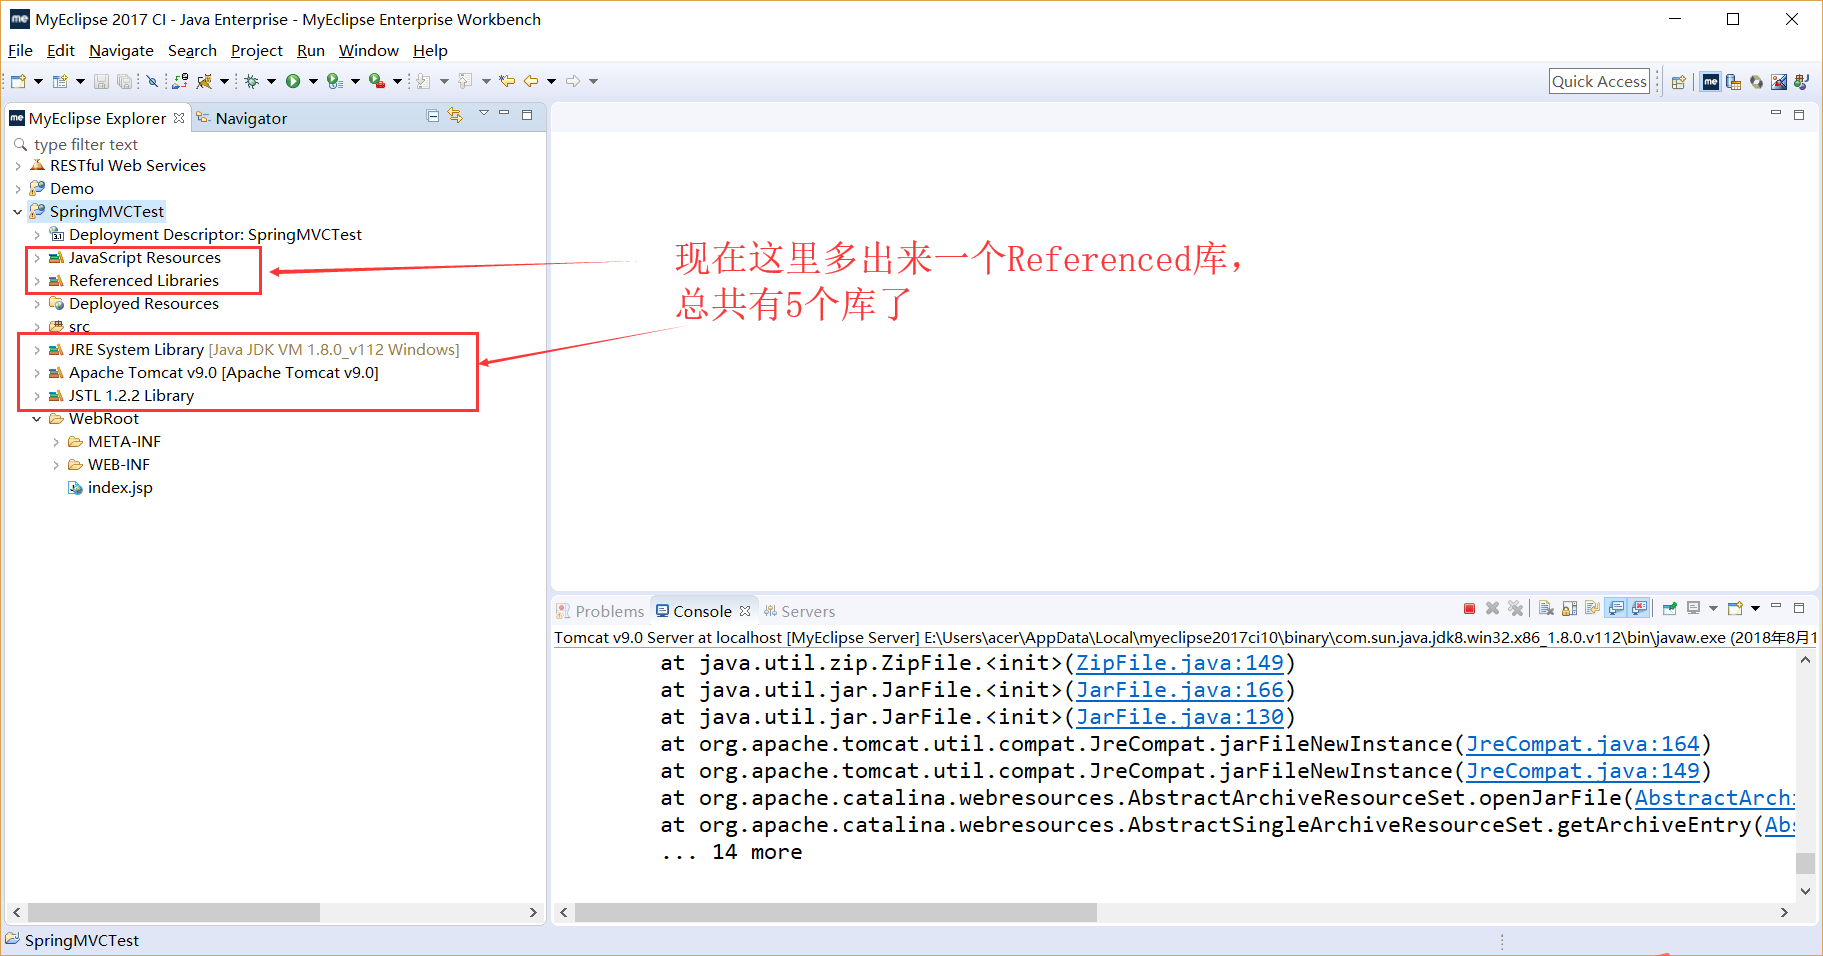 MyEclipse 2017 CI - Java Enterprise - MyEclipse Enterprise Workbench
File Edit Navigate Search Project Run Window Help
Quick Access
MyEclipse Explorer Navigator
type filter text
RESTful Web Services
Demo
SpringMVCTest
Deployment Descriptor: SpringMVCTest
JavaScript Resources
Referenced Libraries
Deployed Resources
src
JRE System Library [Java JDK VM 1.8.0_v112 Windows]
Apache Tomcat v9.0 [Apache Tomcat v9.0]
JSTL 1.2.2 Library
WebRoot
META-INF
WEB-INF
index.jsp
现在这里多出来一个Referenced库，
总共有5个库了
Problems Console Servers
Tomcat v9.0 Server at localhost [MyEclipse Server] E:\Users\acer\AppData\Local\myeclipse2017ci10\binary\com.sun.java.jdk8.win32.x86_1.8.0.v112\bin\javaw.exe (2018年8月1
at java.util.zip.ZipFile.<init>(ZipFile.java:149)
at java.util.jar.JarFile.<init>(JarFile.java:166)
at java.util.jar.JarFile.<init>(JarFile.java:130)
at org.apache.tomcat.util.compat.JreCompat.jarFileNewInstance(JreCompat.java:164)
at org.apache.tomcat.util.compat.JreCompat.jarFileNewInstance(JreCompat.java:149)
at org.apache.catalina.webresources.AbstractArchiveResourceSet.openJarFile(AbstractArchi
at org.apache.catalina.webresources.AbstractSingleArchiveResourceSet.getArchiveEntry(Abs
... 14 more
SpringMVCTest